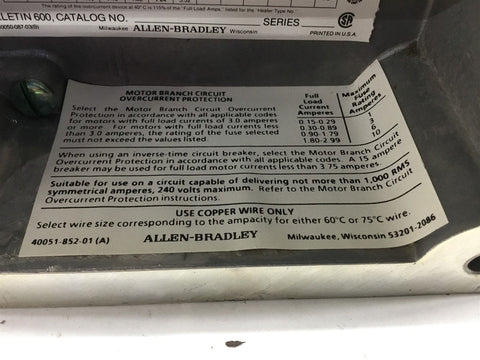 The rating of the overcurrent device at 40°C is 115% of the "Full Load Amps." listed for the "Heater Type No."
LLETIN 600, CATALOG NO. SERIES
40050-087-03(B) Milwaukee ALLEN-BRADLEY Wisconsin PRINTED IN U.S.A.
MOTOR BRANCH CIRCUIT
OVERCURRENT PROTECTION
Select the Motor Branch Circuit Overcurrent
Protection in accordance with all applicable codes
for motors with full load currents of 3.0 amperes
or more. For motors with full load currents less
than 3.0 amperes, the rating of the fuse selected
must not exceed the values listed
Full Load Current Amperes Maximum Fuse Rating Amperes
0.15-0.29 1
0.30-0.89 3
0.90-1.79 6
1.80-2.99 10
When using an inverse-time circuit breaker, select the Motor Branch Circuit
Overcurrent Protection in accordance with all applicable codes. A 15 ampere
breaker may be used for full load motor currents less than 3.75 amperes.
Suitable for use on a circuit capable of delivering not more than 1,000 RMS
symmetrical amperes, 240 volts maximum. Refer to the Motor Branch Circuit
Overcurrent Protection instructions.
USE COPPER WIRE ONLY
Select wire size corresponding to the ampacity for either 60°C or 75°C wire.
40051-852-01 (A) ALLEN-BRADLEY Milwaukee, Wisconsin 53201-2086